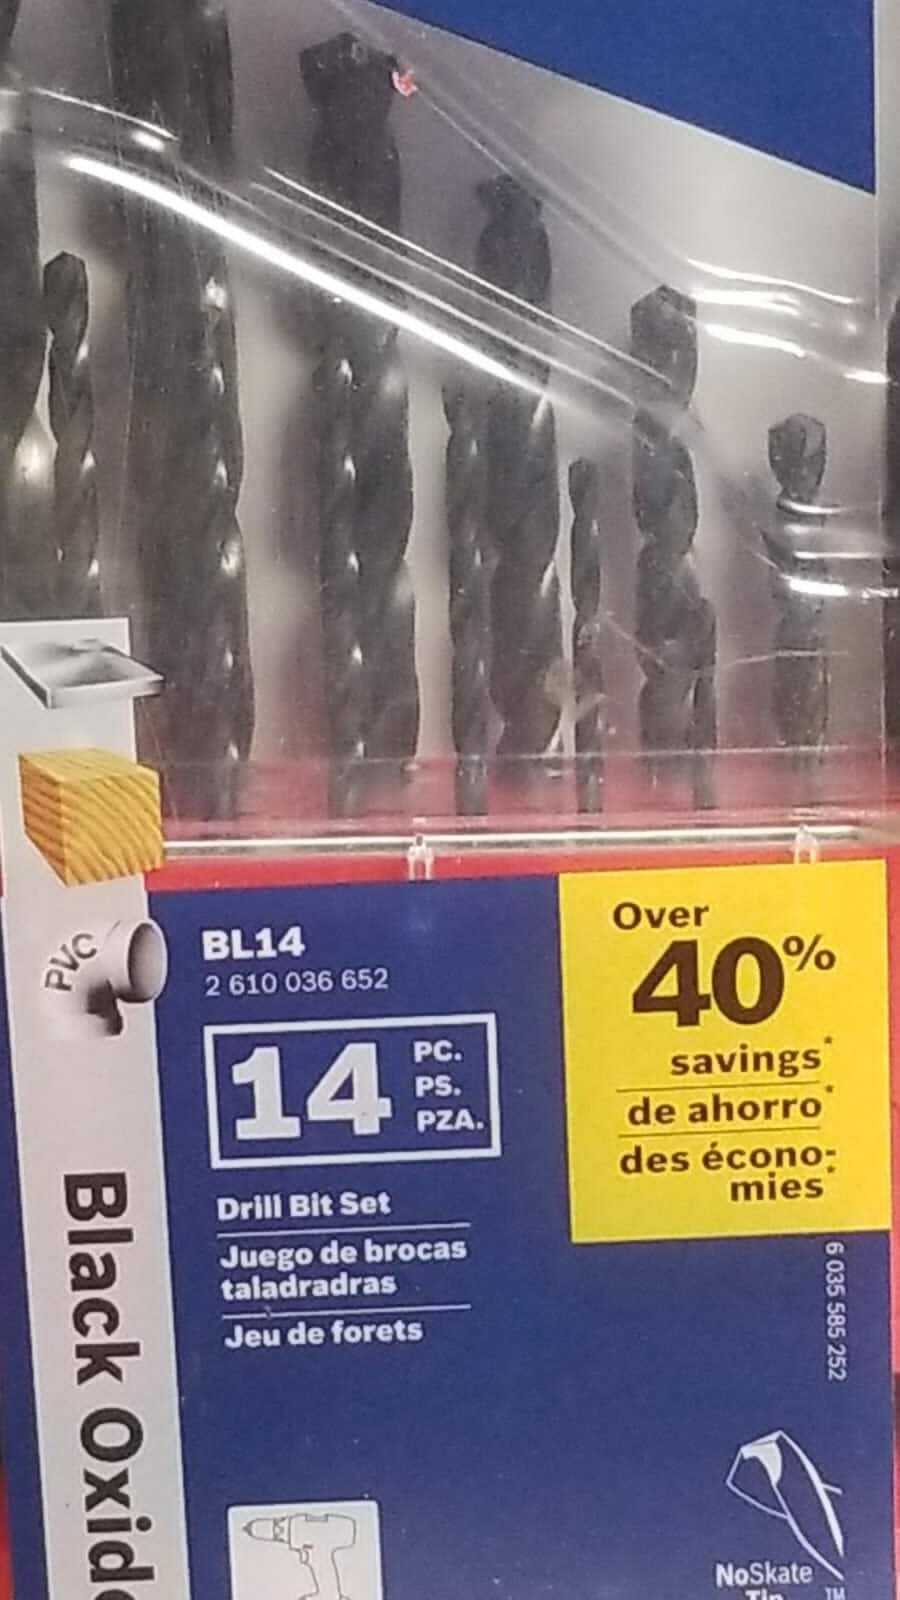 PVC
BL14
2 610 036 652
14
PC.
PS.
PZA.
Drill Bit Set
Juego de brocas
taladradras
Jeu de forets
Over
40%
savings*
de ahorro*
des écono-
mies*
6 035 585 252
Black Oxide
NoSkate
Tip™